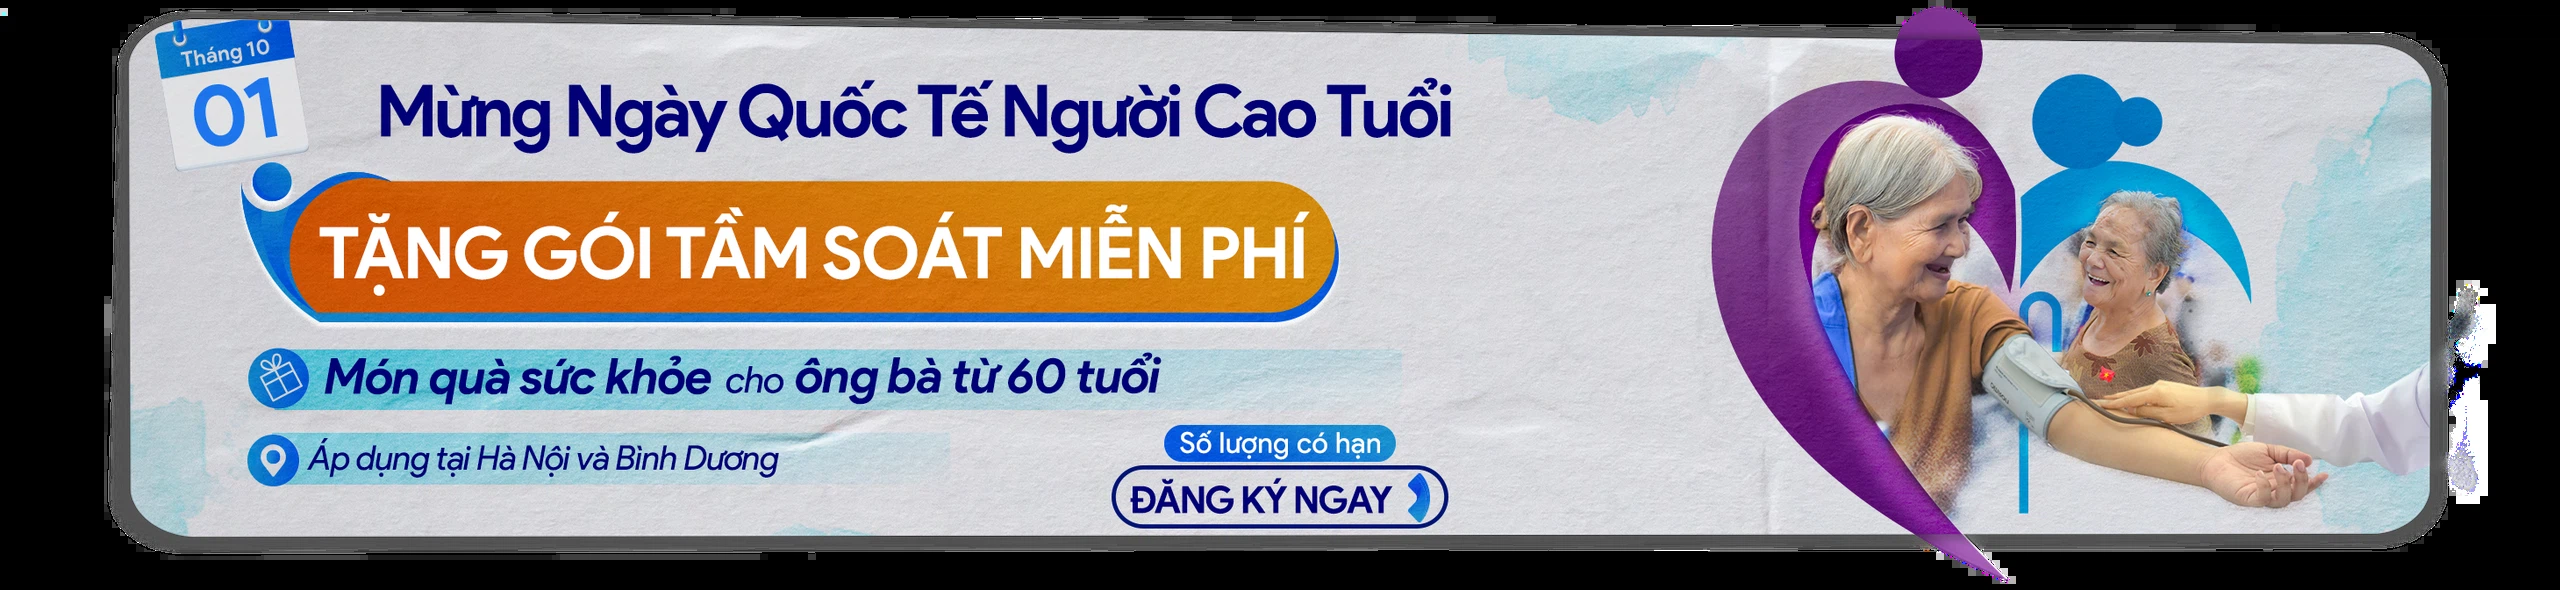 Tháng 10
01
Mừng Ngày Quốc Tế Người Cao Tuổi
TẶNG GÓI TẦM SOÁT MIỄN PHÍ
Món quà sức khỏe cho ông bà từ 60 tuổi
Áp dụng tại Hà Nội và Bình Dương
Số lượng có hạn
ĐĂNG KÝ NGAY